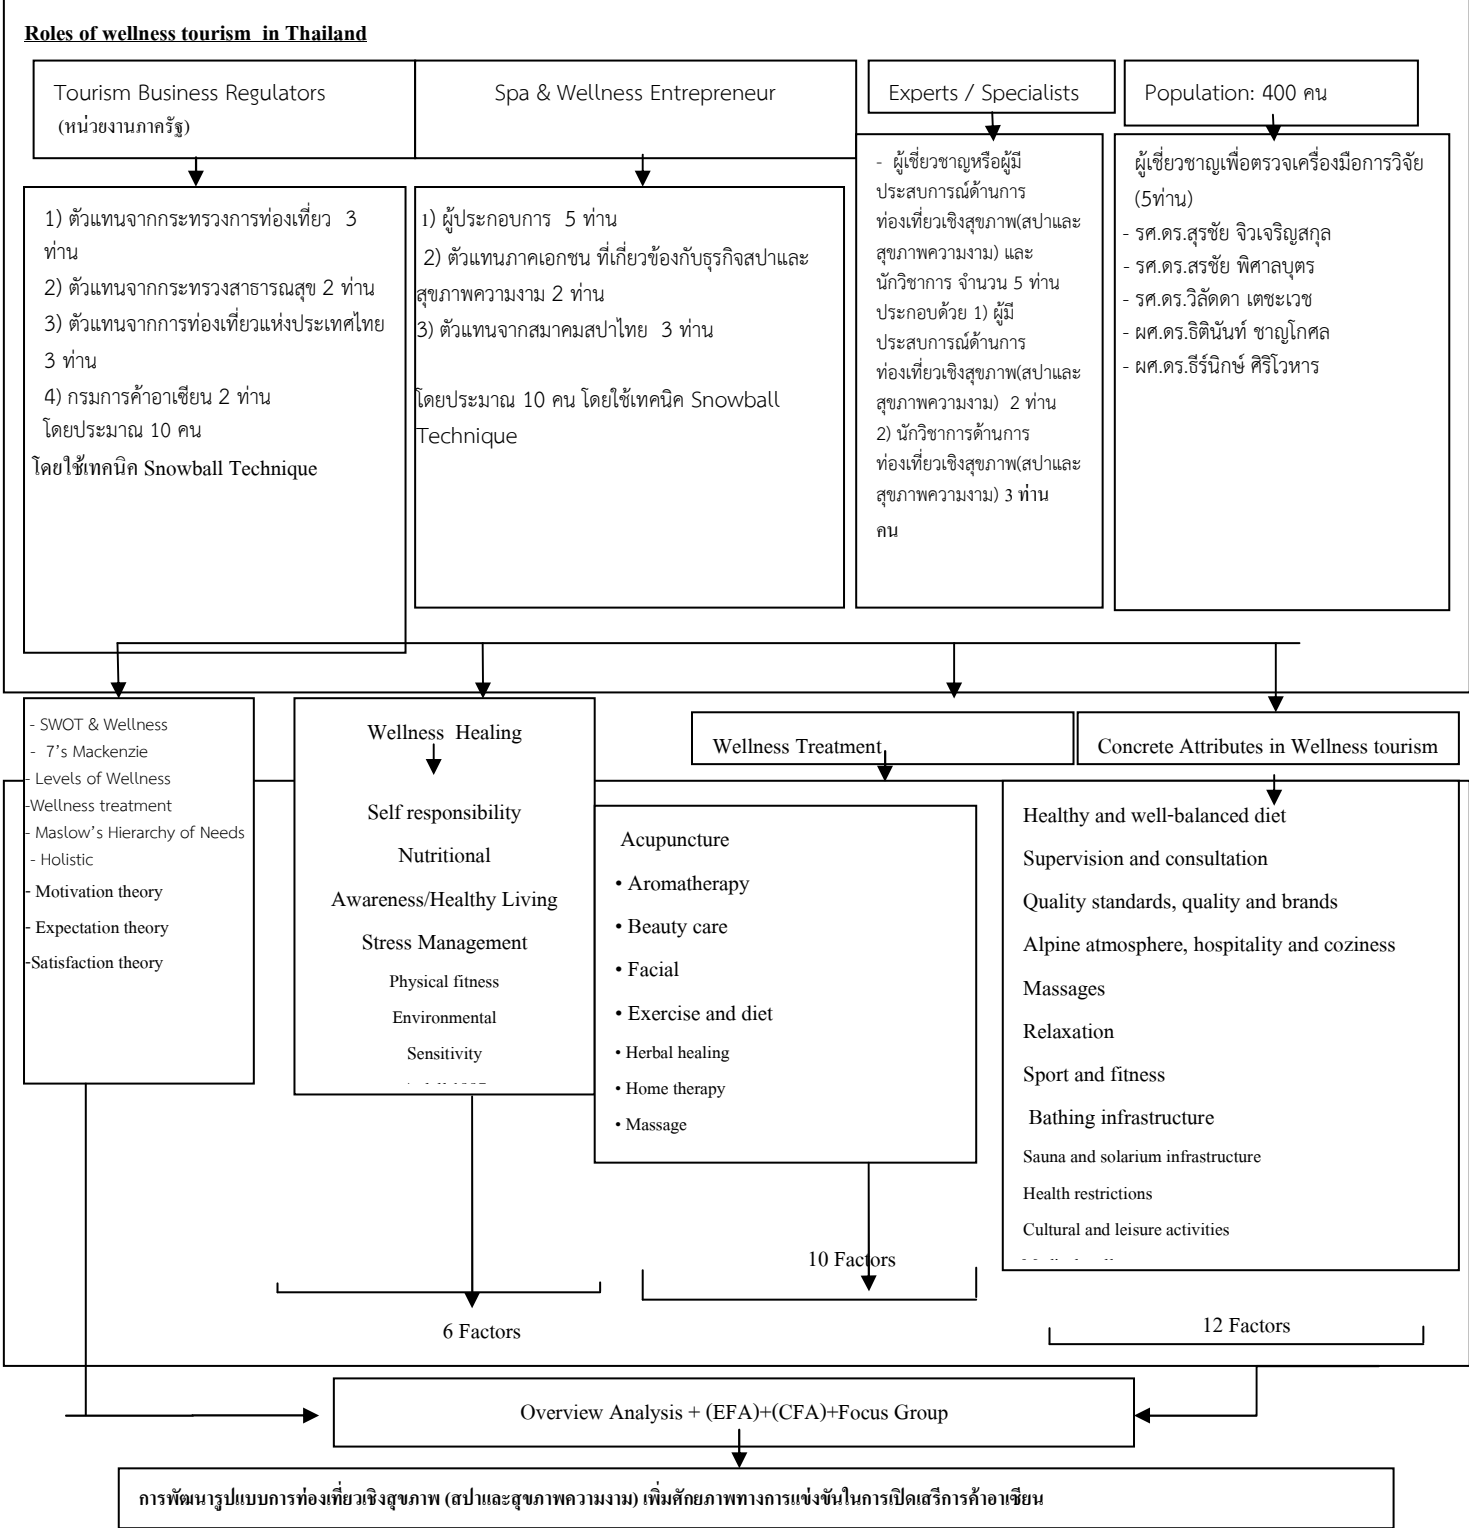 Roles of wellness tourism in Thailand
Tourism Business Regulators
(หน่วยงานภาครัฐ)
Spa & Wellness Entrepreneur
Experts / Specialists
Population: 400 คน
1) ตัวแทนจากกระทรวงการท่องเที่ยว 3
ท่าน
2) ตัวแทนจากกระทรวงสาธารณสุข 2 ท่าน
3) ตัวแทนจากการท่องเที่ยวแห่งประเทศไทย
3 ท่าน
4) กรมการค้าอาเซียน 2 ท่าน
โดยประมาณ 10 คน
โดยใช้เทคนิค Snowball Technique
1) ผู้ประกอบการ 5 ท่าน
2) ตัวแทนภาคเอกชน ที่เกี่ยวข้องกับธุรกิจสปาและ
สุขภาพความงาม 2 ท่าน
3) ตัวแทนจากสมาคมสปาไทย 3 ท่าน
โดยประมาณ 10 คน โดยใช้เทคนิค Snowball
Technique
- ผู้เชี่ยวชาญหรือผู้มี
ประสบการณ์ด้านการ
ท่องเที่ยวเชิงสุขภาพ(สปาและ
สุขภาพความงาม) และ
นักวิชาการ จำนวน 5 ท่าน
ประกอบด้วย 1) ผู้มี
ประสบการณ์ด้านการ
ท่องเที่ยวเชิงสุขภาพ(สปาและ
สุขภาพความงาม) 2 ท่าน
2) นักวิชาการด้านการ
ท่องเที่ยวเชิงสุขภาพ(สปาและ
สุขภาพความงาม) 3 ท่าน
คน
ผู้เชี่ยวชาญเพื่อตรวจเครื่องมือการวิจัย
(5ท่าน)
- รศ.ดร.สุรชัย จิวเจริญสกุล
- รศ.ดร.สรชัย พิศาลบุตร
- รศ.ดร.วิลัดดา เตชะเวช
- ผศ.ดร.ธิตินันท์ ชาญโกศล
- ผศ.ดร.ธีร์นิกษ์ ศิริโวหาร
- SWOT & Wellness
- 7's Mackenzie
- Levels of Wellness
-Wellness treatment
- Maslow's Hierarchy of Needs
- Holistic
- Motivation theory
- Expectation theory
-Satisfaction theory
Wellness Healing
Self responsibility
Nutritional
Awareness/Healthy Living
Stress Management
Physical fitness
Environmental
Sensitivity
Wellness Treatment
Acupuncture
• Aromatherapy
• Beauty care
• Facial
• Exercise and diet
• Herbal healing
• Home therapy
• Massage
Concrete Attributes in Wellness tourism
Healthy and well-balanced diet
Supervision and consultation
Quality standards, quality and brands
Alpine atmosphere, hospitality and coziness
Massages
Relaxation
Sport and fitness
Bathing infrastructure
Sauna and solarium infrastructure
Health restrictions
Cultural and leisure activities
6 Factors
10 Factors
12 Factors
Overview Analysis + (EFA)+(CFA)+Focus Group
การพัฒนารูปแบบการท่องเที่ยวเชิงสุขภาพ (สปาและสุขภาพความงาม) เพิ่มศักยภาพทางการแข่งขันในการเปิดเสรีการค้าอาเซียน